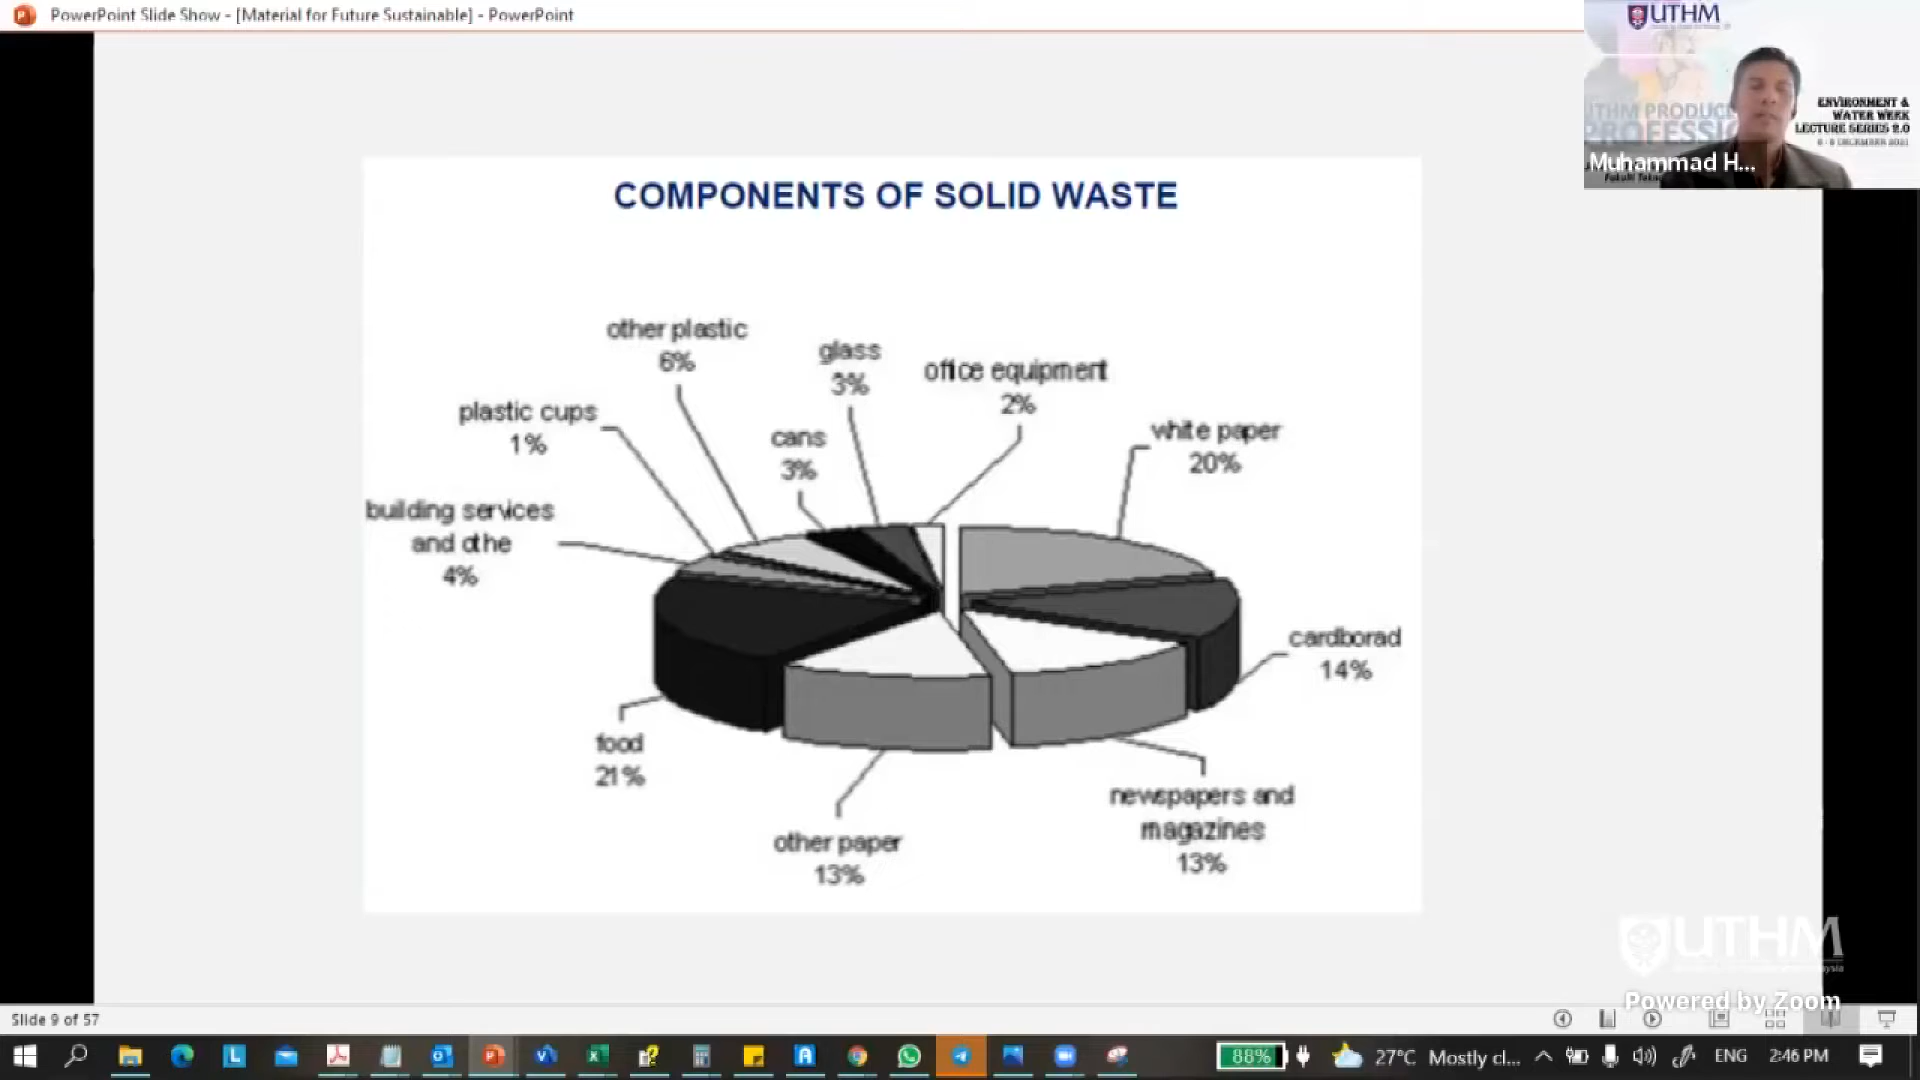 PowerPoint Slide Show - [Material for Future Sustainable] - PowerPoint
UTHM
UTHM PRODUC
PROFESSI
ENVIRONMENT &
WATER WEEK
LECTURE SERIES 2.0
Muhammad H...
COMPONENTS OF SOLID WASTE
other plastic
6%
glass
3%
office equipment
2%
plastic cups
1%
cans
3%
white paper
20%
building services
and othe
4%
cardborad
14%
food
21%
newspapers and
magazines
13%
other paper
13%
UTHM
Powered by Zoom
Slide 9 of 57
88%
27°C Mostly cl...
ENG
2:46 PM